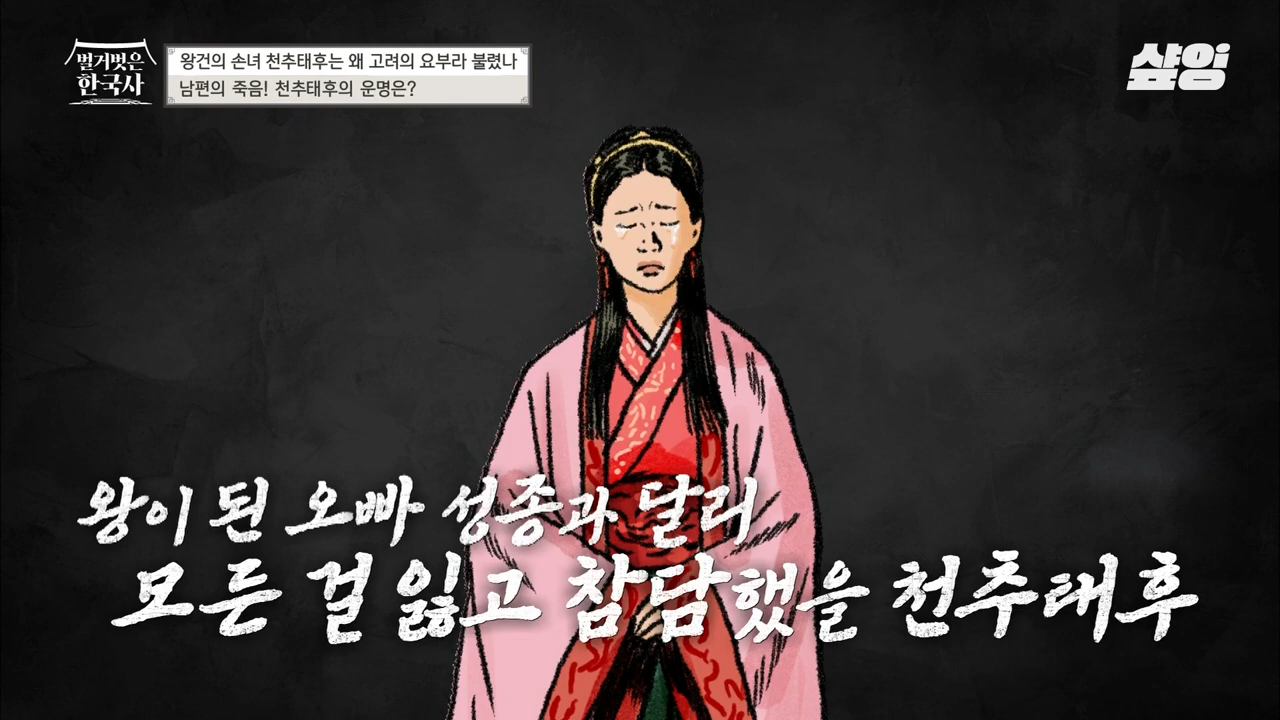 벌거벗은
한국사
왕건의 손녀 천추태후는 왜 고려의 요부라 불렸나
남편의 죽음! 천추태후의 운명은?
샾잉
왕이 된 오빠 성종과 달리
모든 걸 잃고 참담했을 천추태후